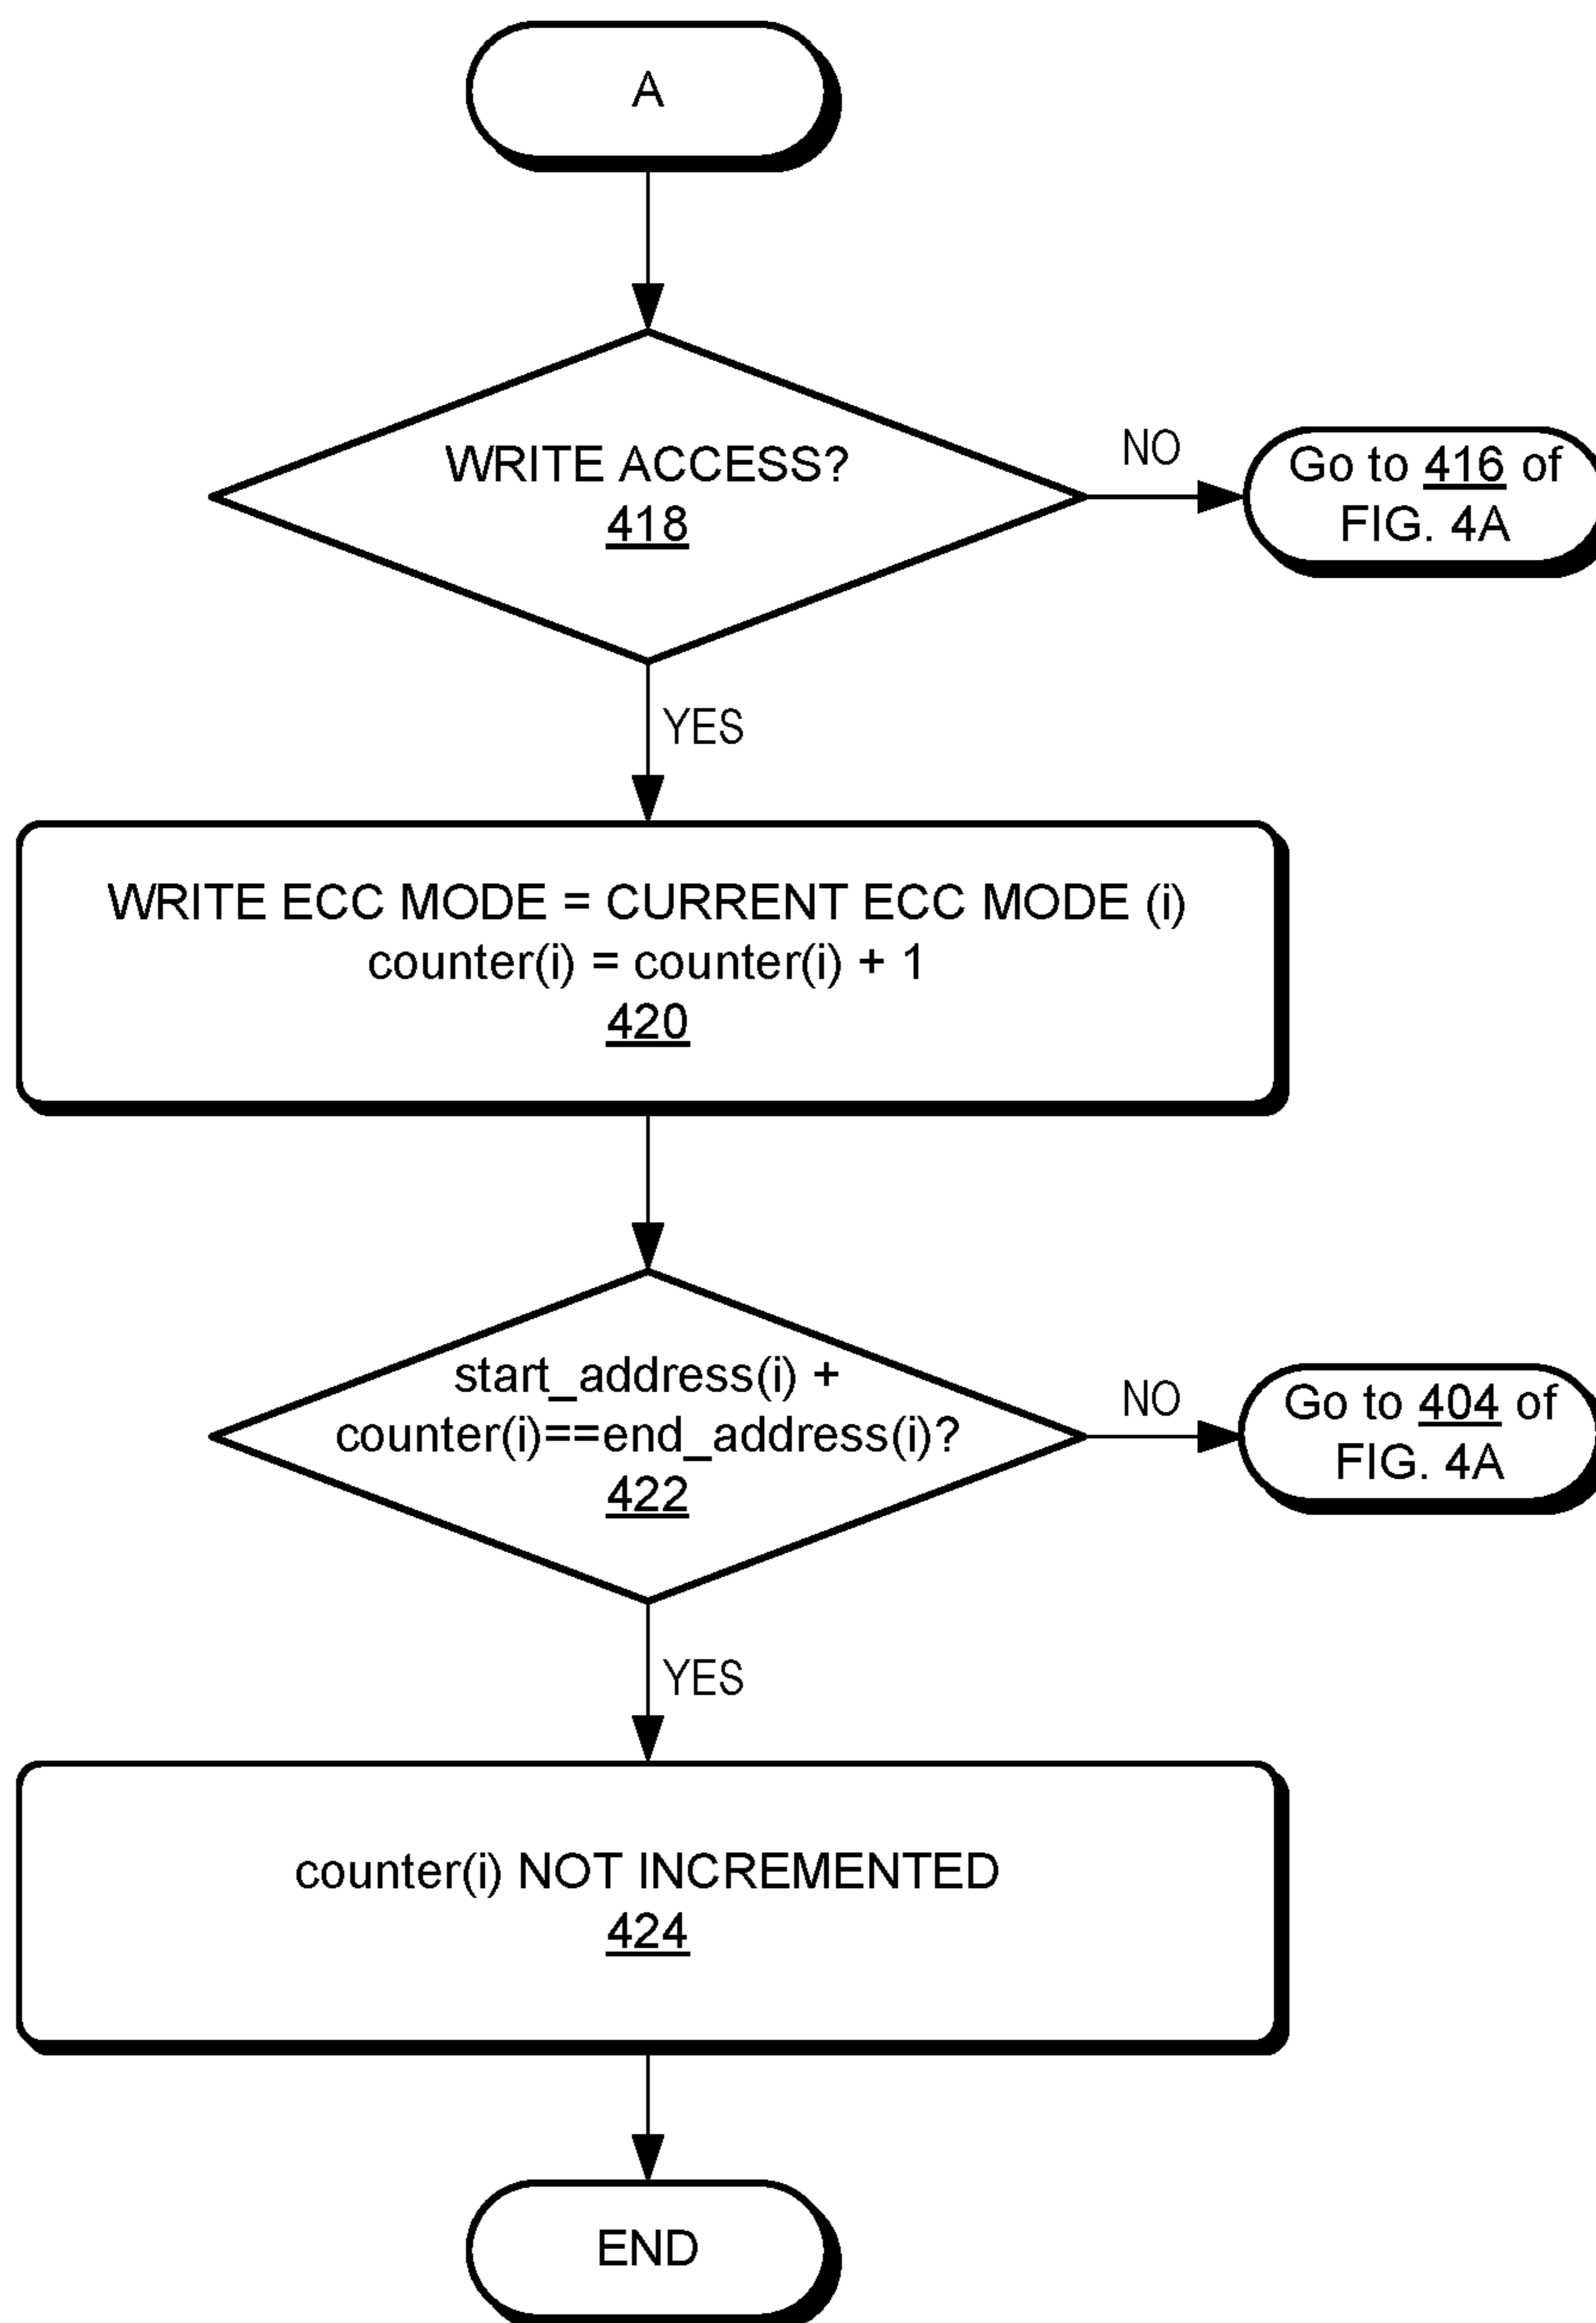 A
WRITE ACCESS?
418
NO
Go to 416 of
FIG. 4A
YES
WRITE ECC MODE = CURRENT ECC MODE (i)
counter(i) = counter(i) + 1
420
start_address(i) +
counter(i)==end_address(i)?
422
NO
Go to 404 of
FIG. 4A
YES
counter(i) NOT INCREMENTED
424
END